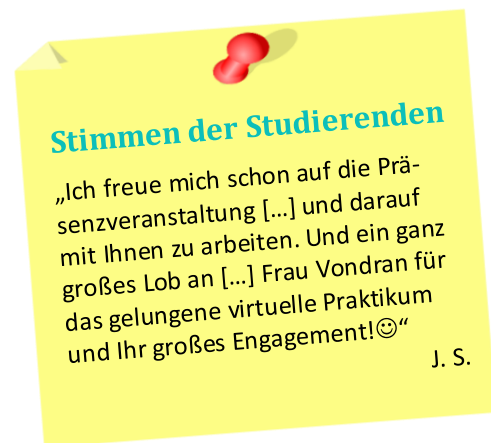 Stimmen der Studierenden
„Ich freue mich schon auf die Prä-
senzveranstaltung […] und darauf
mit Ihnen zu arbeiten. Und ein ganz
großes Lob an […] Frau Vondran für
das gelungene virtuelle Praktikum
und Ihr großes Engagement!☺“
J. S.